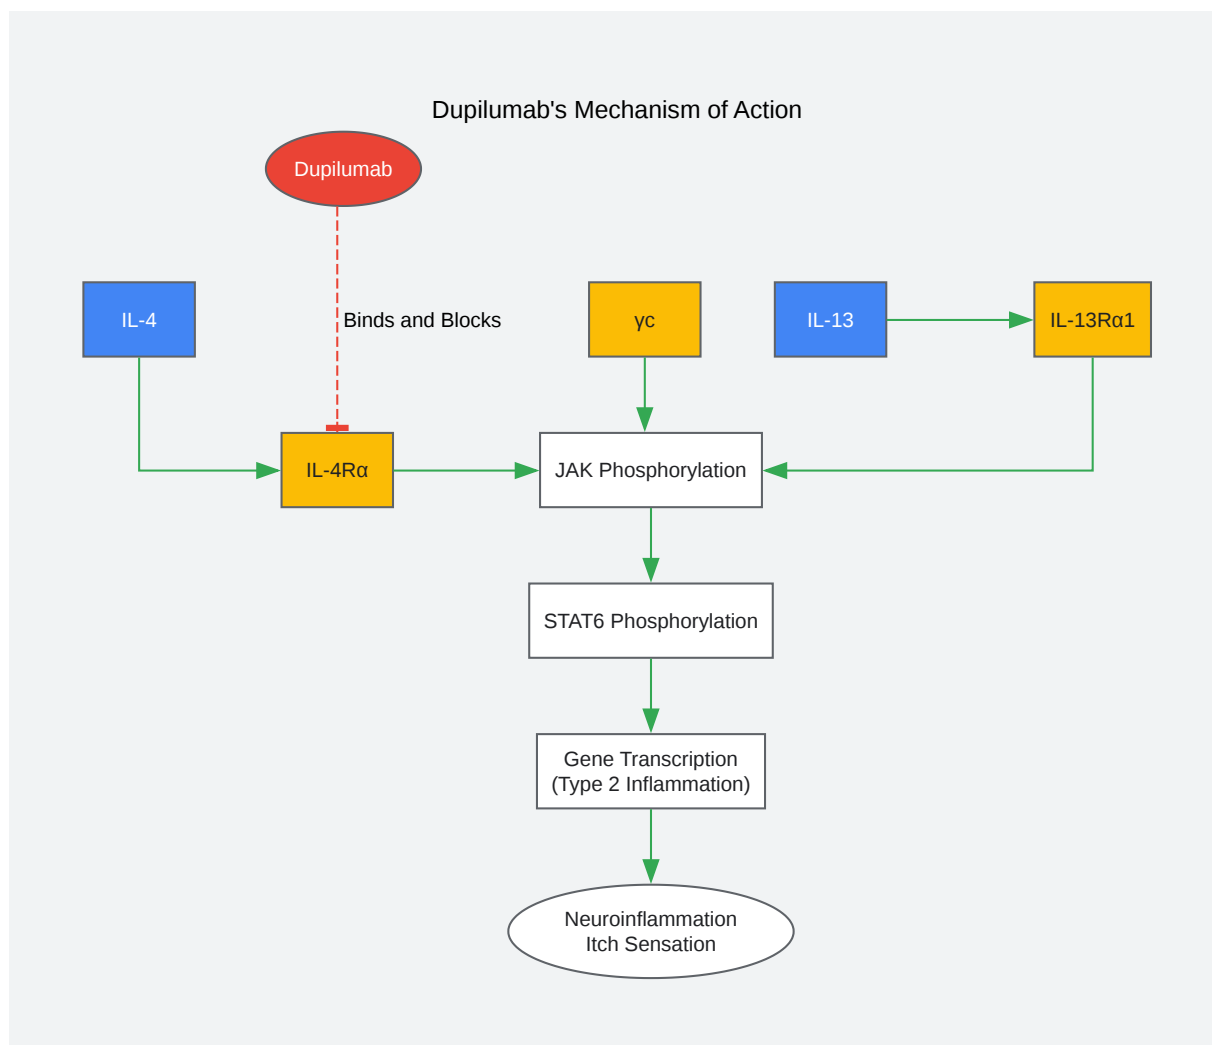 Dupilumab's Mechanism of Action
Dupilumab
IL-4
Binds and Blocks
γc
IL-13
IL-13Rα1
IL-4Rα
JAK Phosphorylation
STAT6 Phosphorylation
Gene Transcription
(Type 2 Inflammation)
Neuroinflammation
Itch Sensation